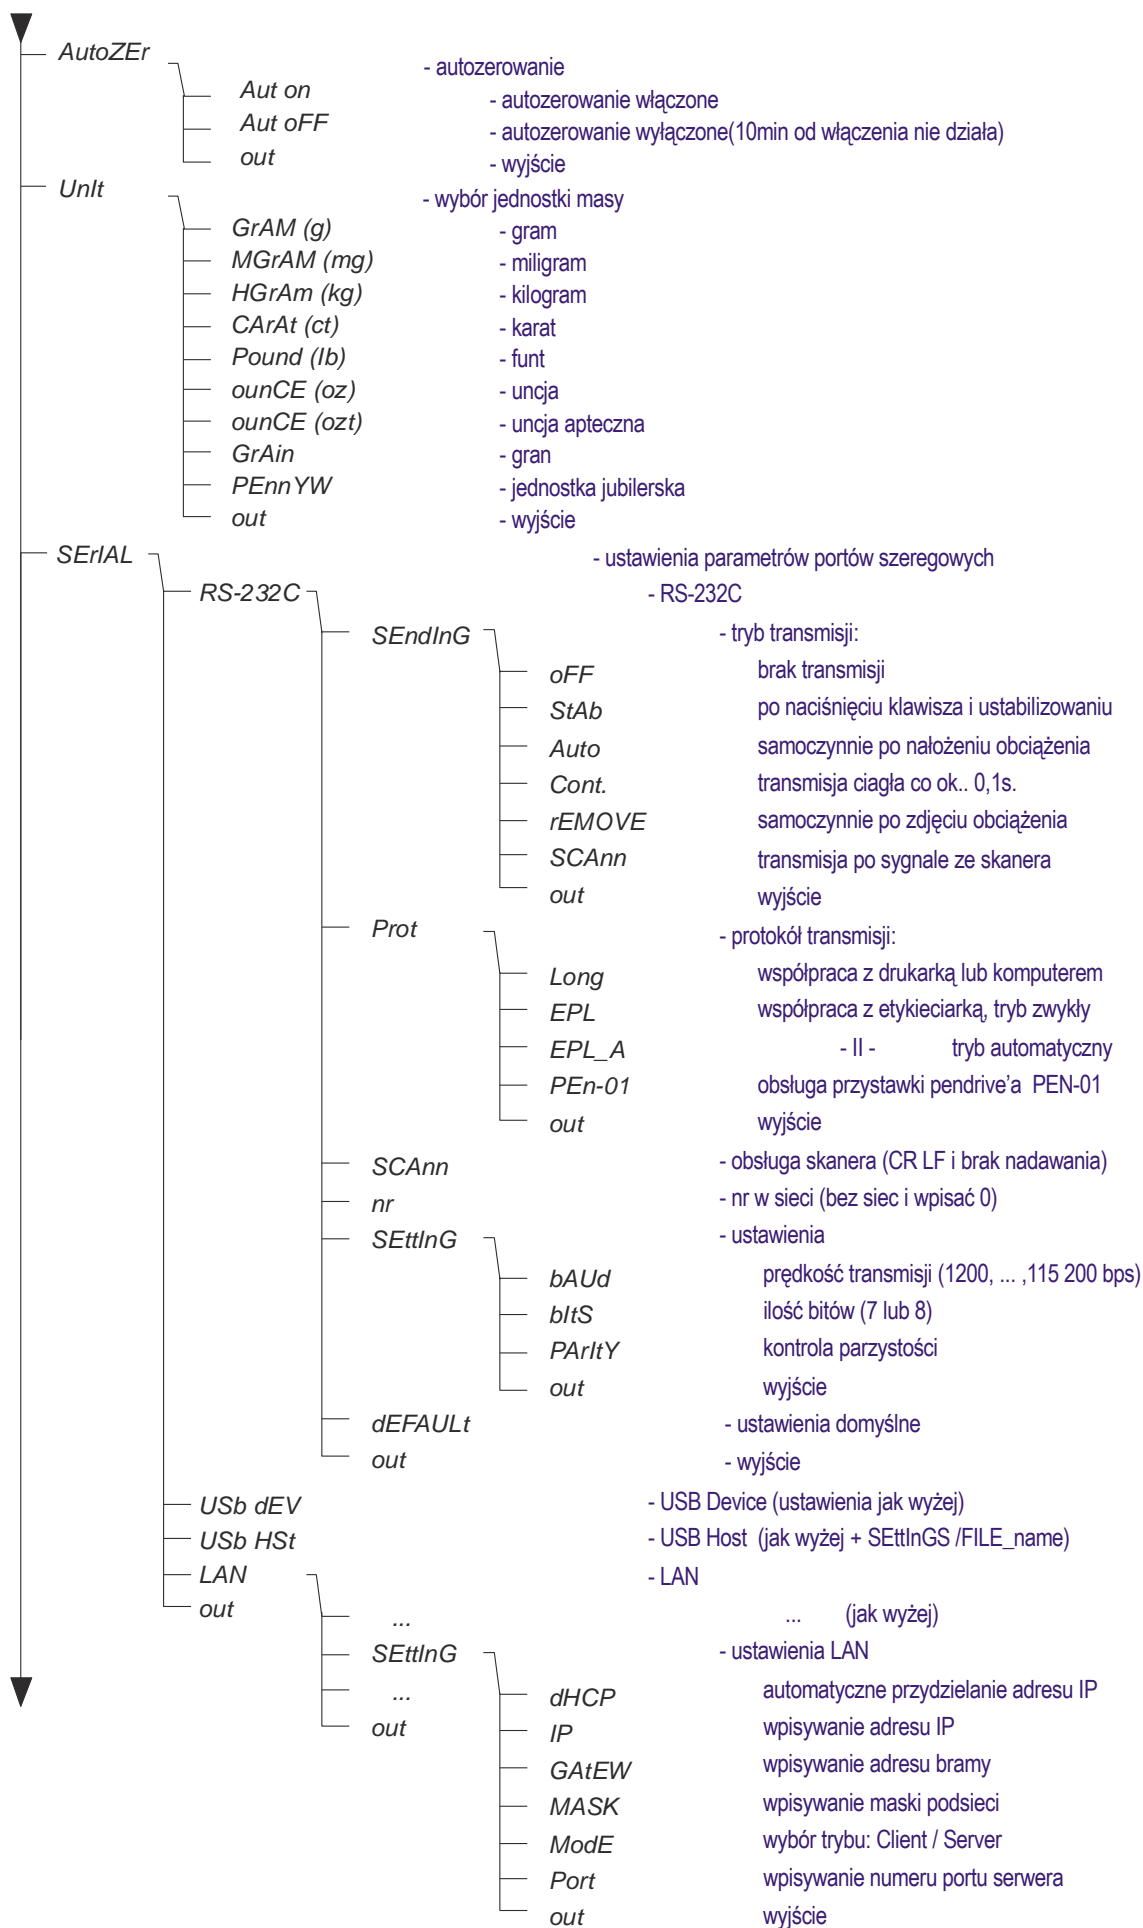 AutoZEr - autozerowanie
Aut on - autozerowanie włączone
Aut oFF - autozerowanie wyłączone(10min od włączenia nie działa)
out - wyjście
UnIt - wybór jednostki masy
GrAM (g) - gram
MGrAM (mg) - miligram
HGrAm (kg) - kilogram
CArAt (ct) - karat
Pound (lb) - funt
ounCE (oz) - uncja
ounCE (ozt) - uncja apteczna
GrAin - gran
PEnnYW - jednostka jubilerska
out - wyjście
SErIAL - ustawienia parametrów portów szeregowych
RS-232C - RS-232C
SEndInG - tryb transmisji:
oFF brak transmisji
StAb po naciśnięciu klawisza i ustabilizowaniu
Auto samoczynnie po nałożeniu obciążenia
Cont. transmisja ciagła co ok.. 0,1s.
rEMOVE samoczynnie po zdjęciu obciążenia
SCAnn transmisja po sygnale ze skanera
out wyjście
Prot - protokół transmisji:
Long współpraca z drukarką lub komputerem
EPL współpraca z etykieciarką, tryb zwykły
EPL_A - II - tryb automatyczny
PEn-01 obsługa przystawki pendrive’a PEN-01
out wyjście
SCAnn - obsługa skanera (CR LF i brak nadawania)
nr - nr w sieci (bez siec i wpisać 0)
SEttInG - ustawienia
bAUd prędkość transmisji (1200, ... ,115 200 bps)
bItS ilość bitów (7 lub 8)
PArItY kontrola parzystości
out wyjście
dEFAULt - ustawienia domyślne
out - wyjście
USb dEV - USB Device (ustawienia jak wyżej)
USb HSt - USB Host (jak wyżej + SEttInGS /FILE_name)
LAN - LAN
out
... ... (jak wyżej)
SEttInG - ustawienia LAN
...
dHCP automatyczne przydzielanie adresu IP
out
IP wpisywanie adresu IP
GAtEW wpisywanie adresu bramy
MASK wpisywanie maski podsieci
ModE wybór trybu: Client / Server
Port wpisywanie numeru portu serwera
out wyjście